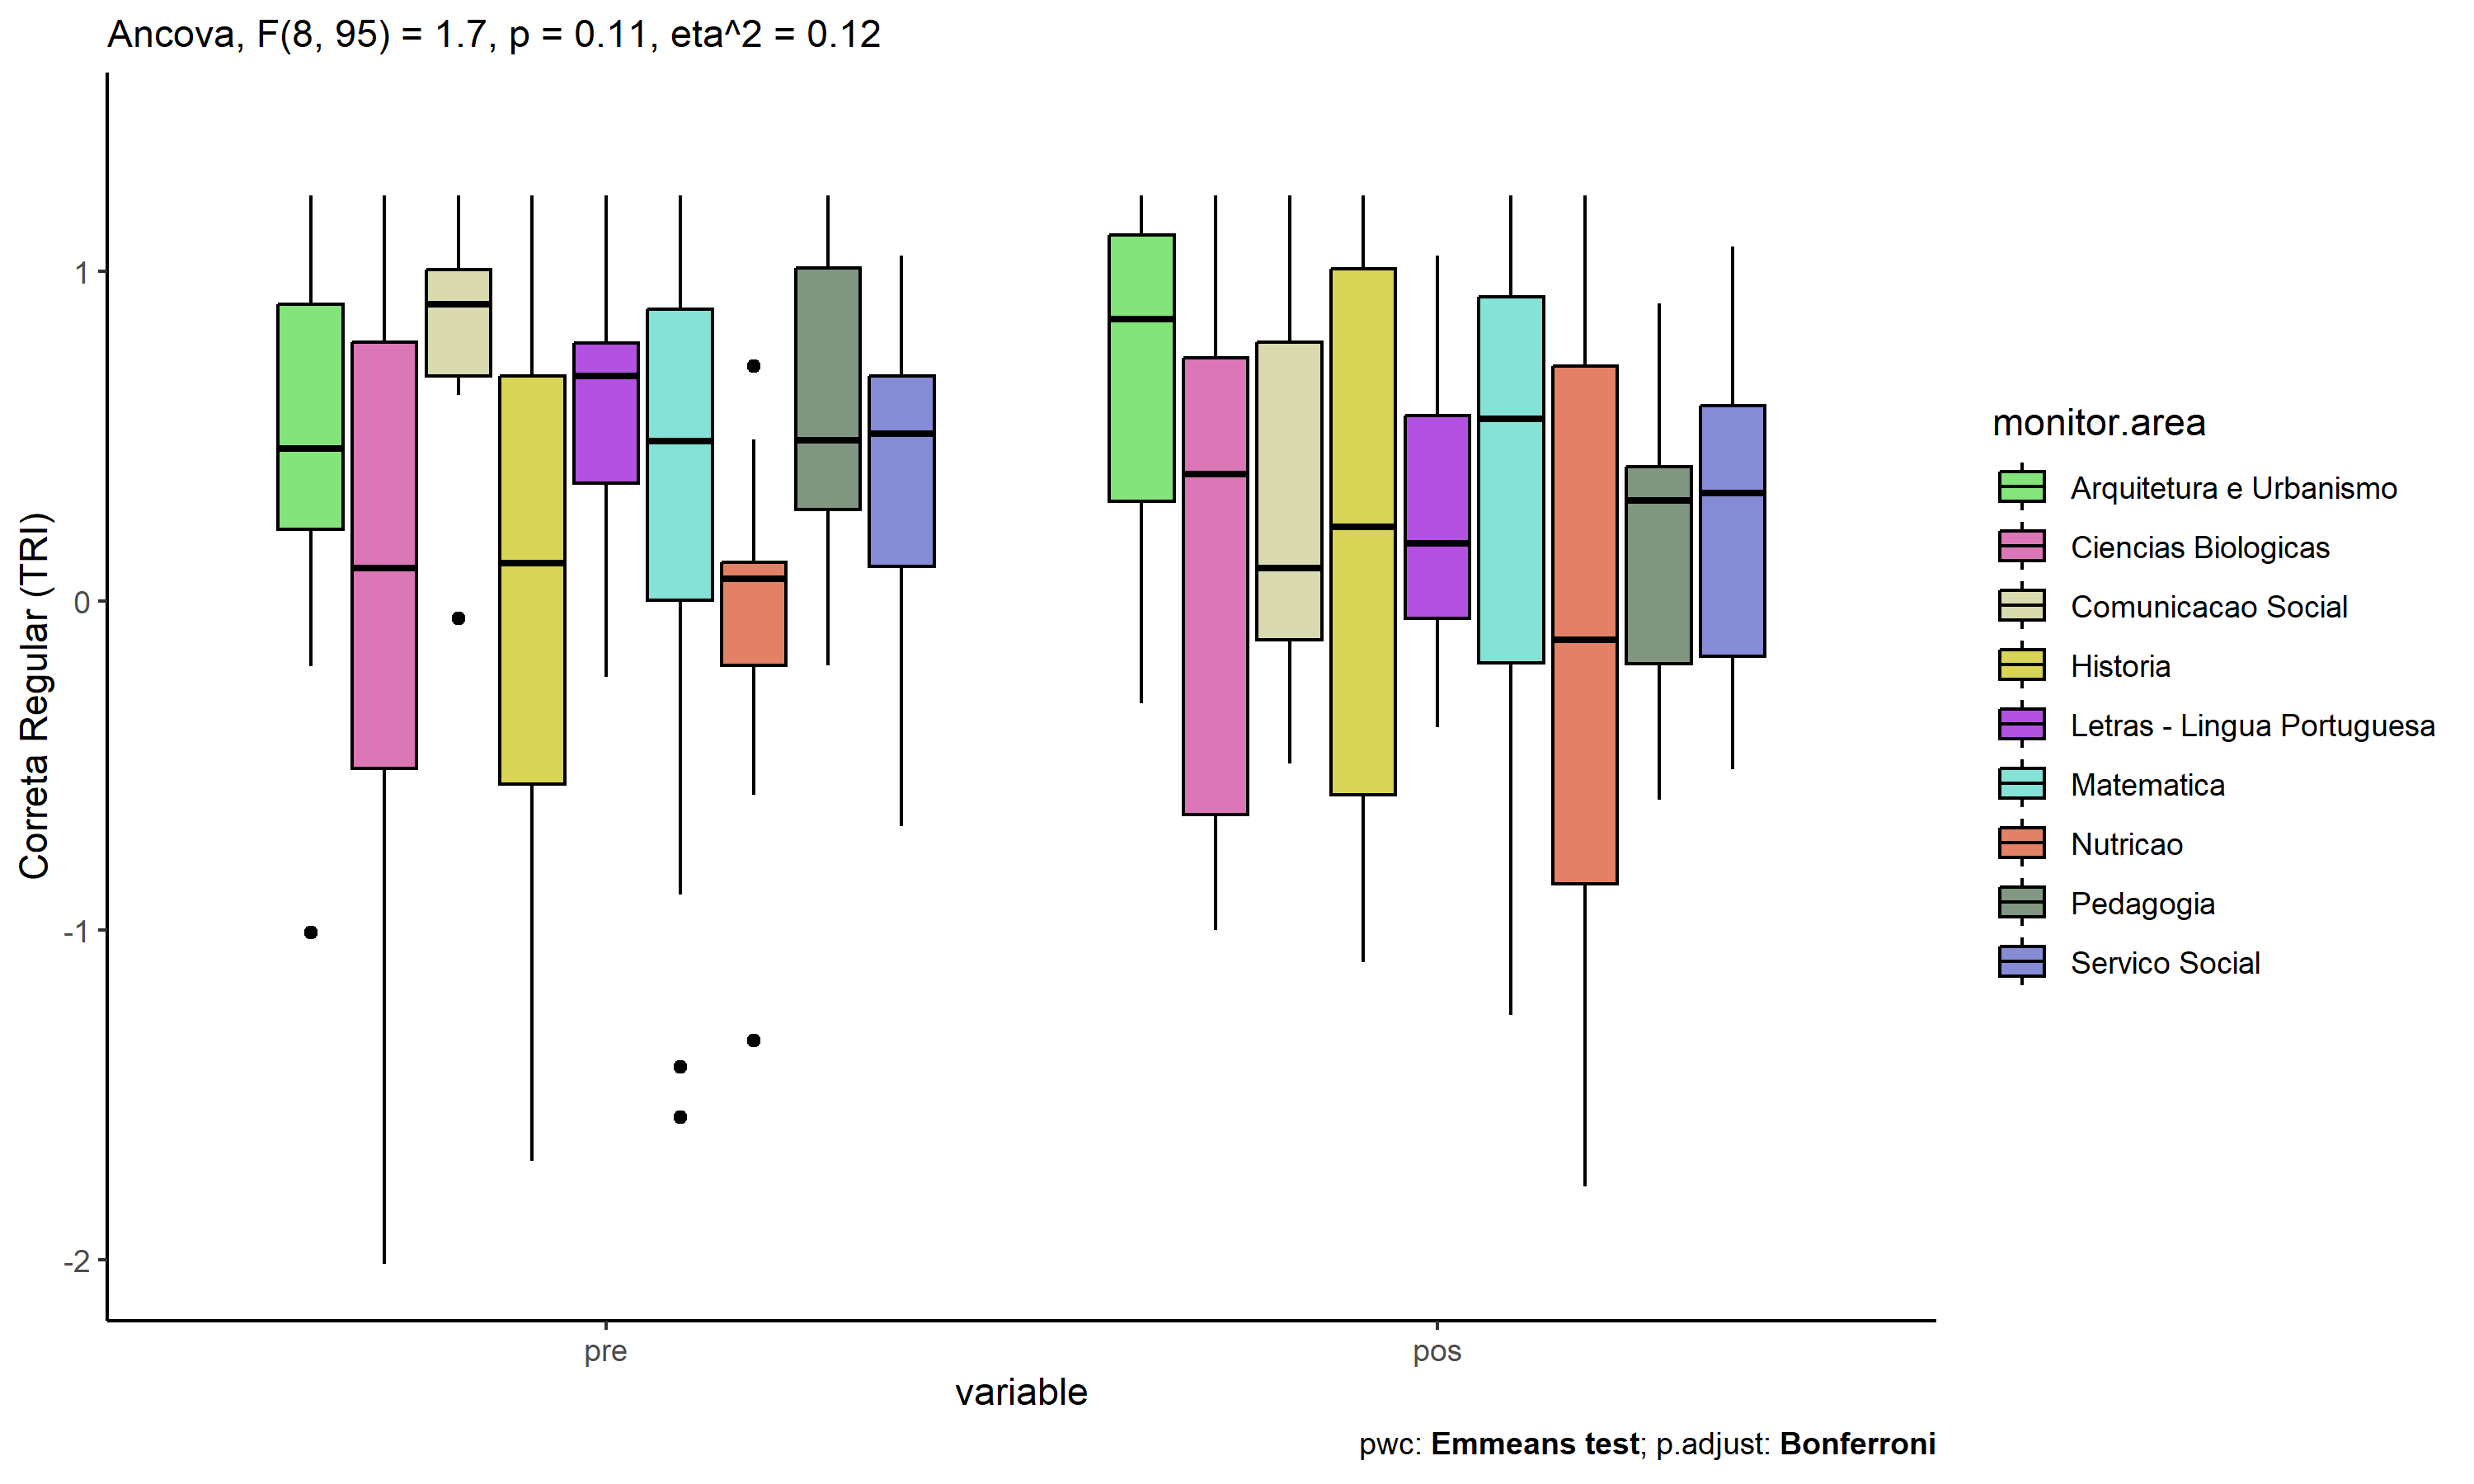 Ancova, F(8, 95) = 1.7, p = 0.11, eta^2 = 0.12
Correta Regular (TRI)
1
0
-1
-2
pre
pos
variable
monitor.area
Arquitetura e Urbanismo
Ciencias Biologicas
Comunicacao Social
Historia
Letras - Lingua Portuguesa
Matematica
Nutricao
Pedagogia
Servico Social
pwc: Emmeans test; p.adjust: Bonferroni